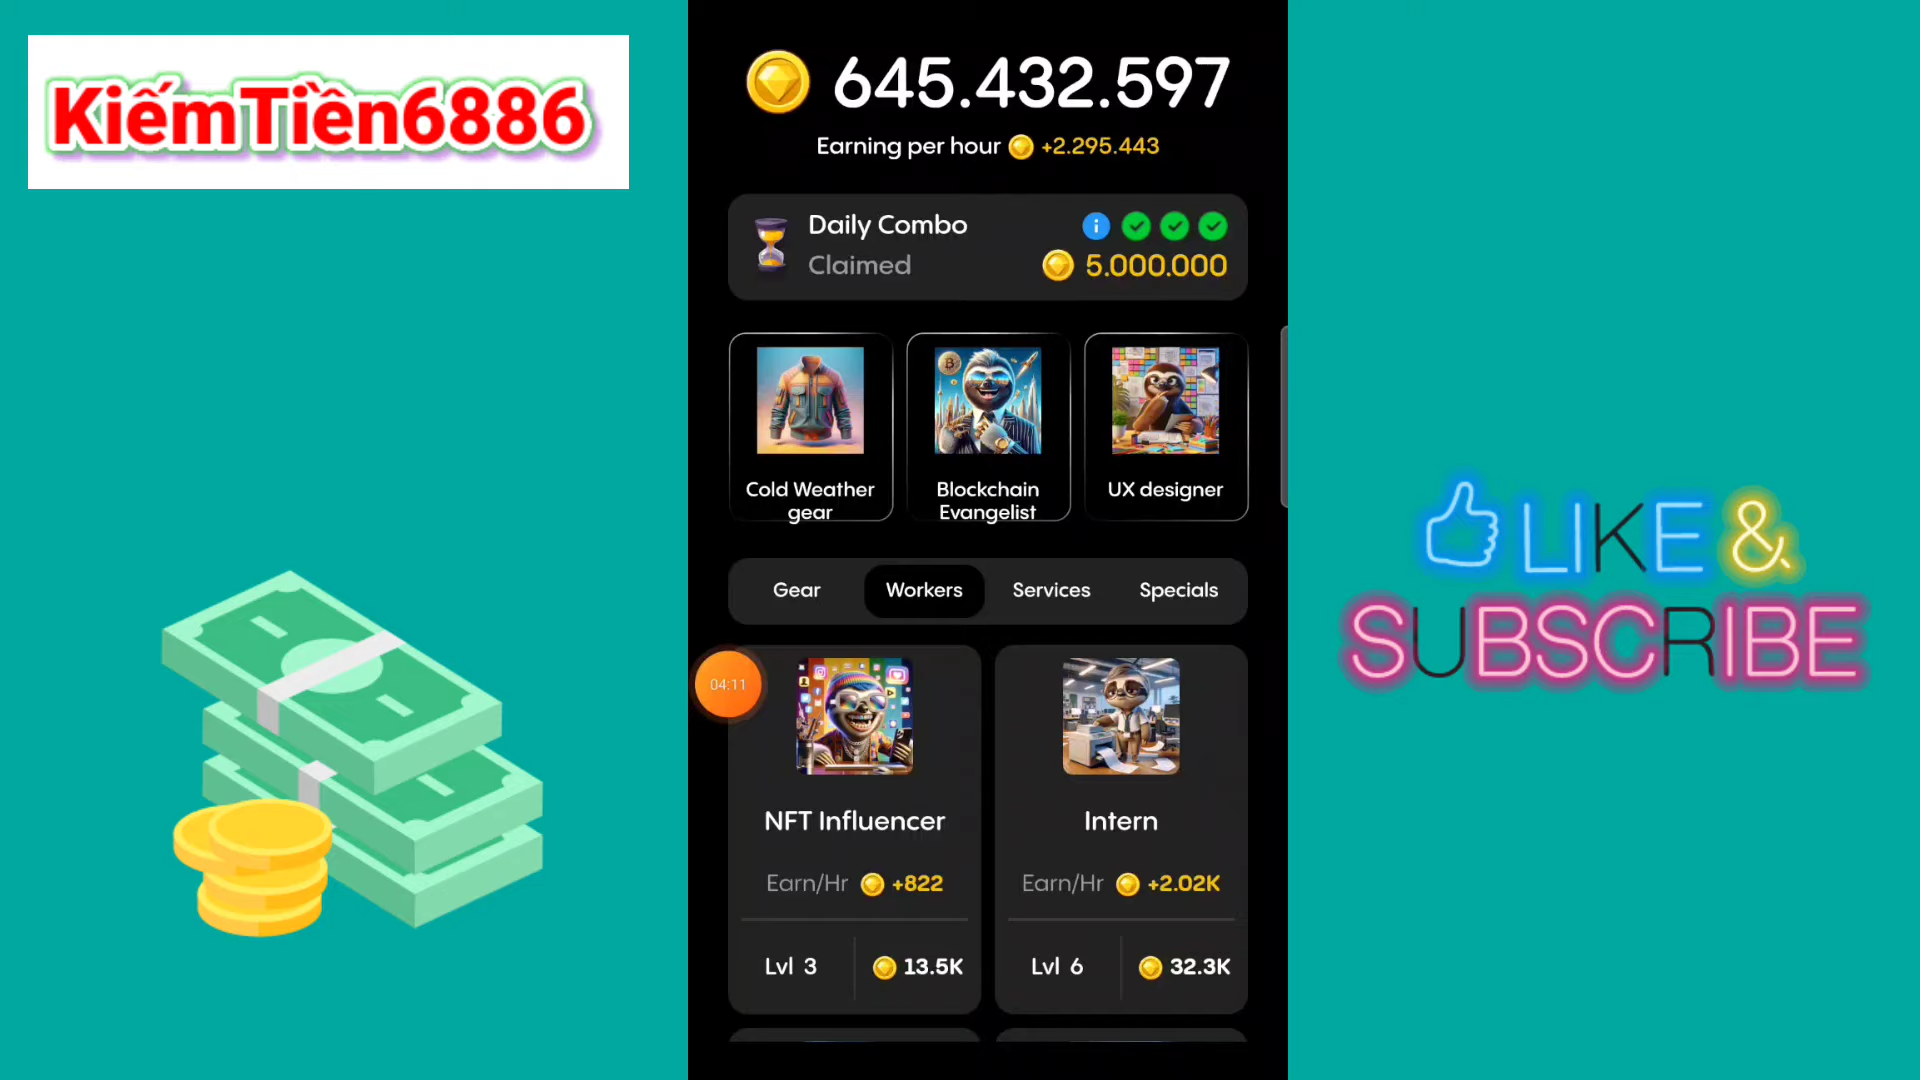 KiếmTiền6886
645.432.597
Earning per hour +2.295.443
Daily Combo
Claimed
5.000.000
Cold Weather
gear
Blockchain
Evangelist
UX designer
Gear Workers Services Specials
04:11
NFT Influencer
Earn/Hr +822
Lvl 3 13.5K
Intern
Earn/Hr +2.02K
Lvl 6 32.3K
LIKE &
SUBSCRIBE